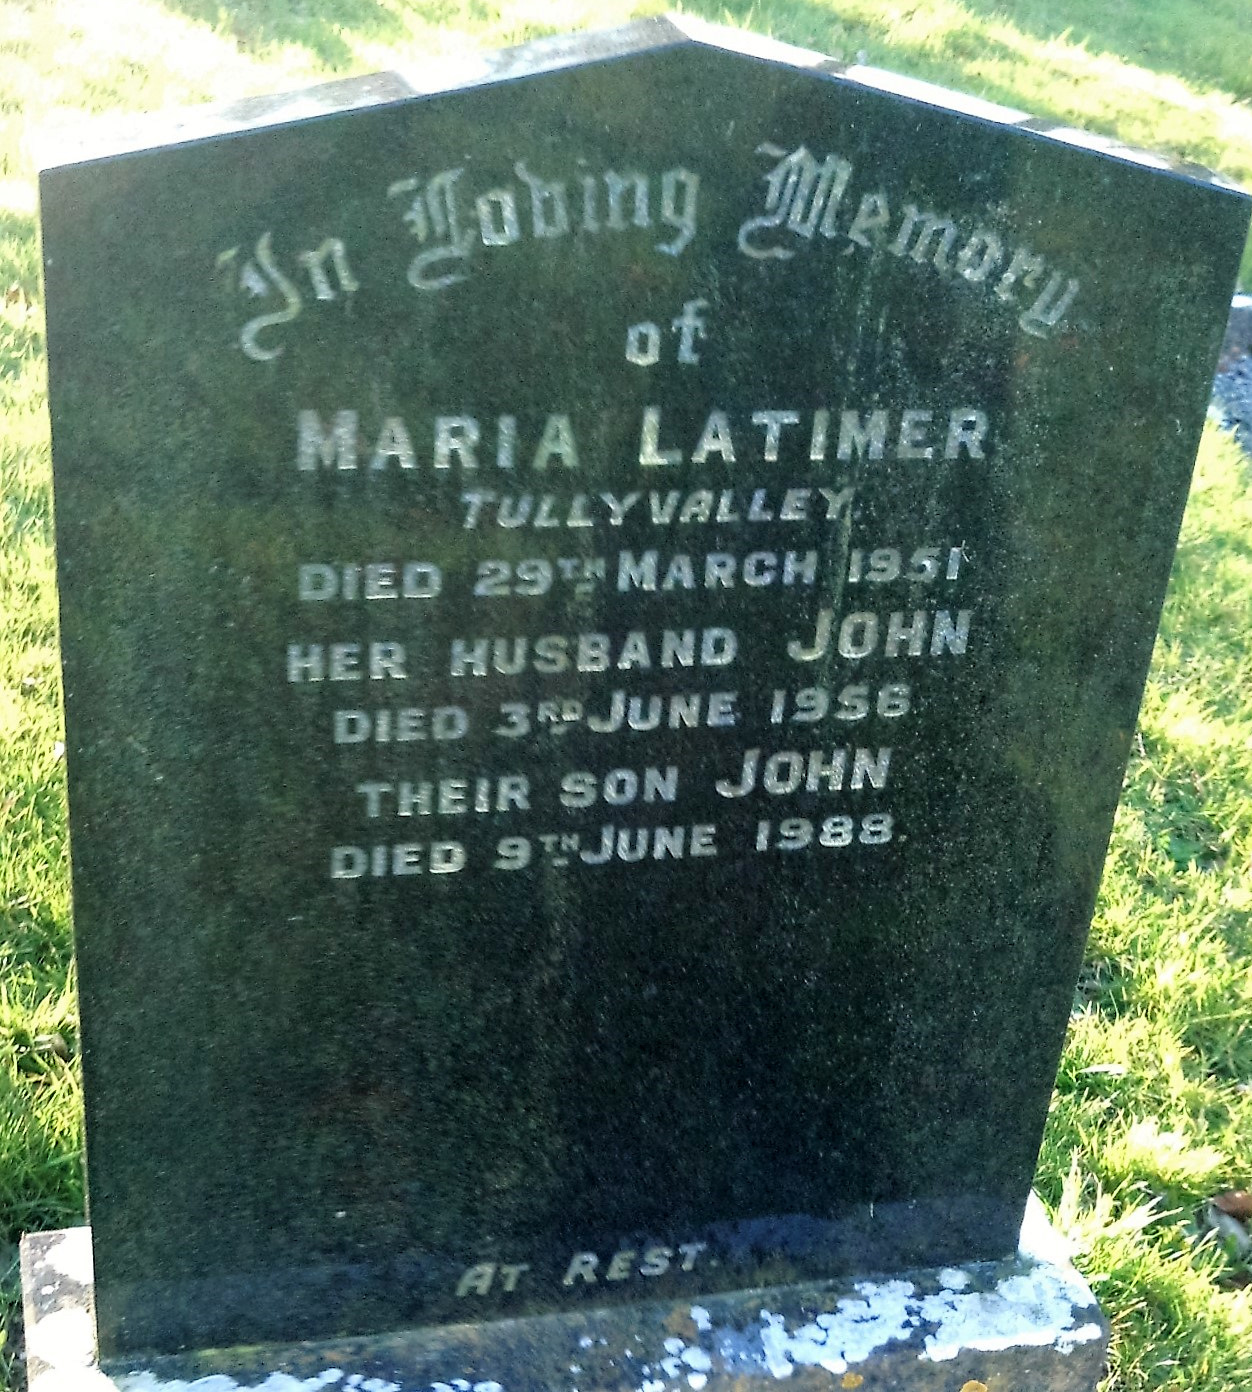 In Loving Memory
of
MARIA LATIMER
TULLYVALLEY.
DIED 29TH MARCH 1951
HER HUSBAND JOHN
DIED 3RD JUNE 1956
THEIR SON JOHN
DIED 9TH JUNE 1988.
AT REST.